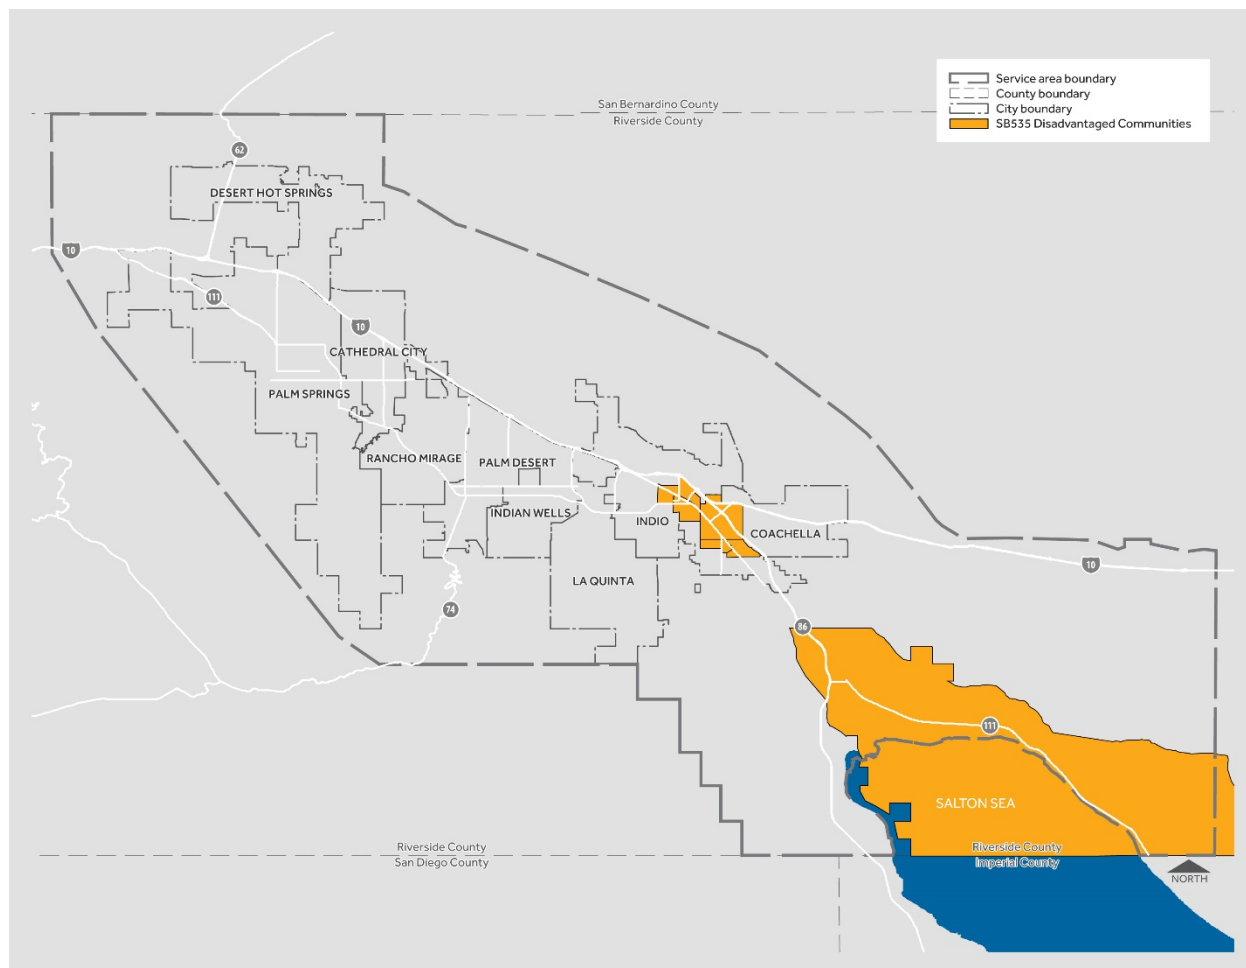 Service area boundary
County boundary
City boundary
SB535 Disadvantaged Communities
San Bernardino County
Riverside County
62
DESERT HOT SPRINGS
10
111
10
CATHEDRAL CITY
PALM SPRINGS
RANCHO MIRAGE
PALM DESERT
INDIAN WELLS
INDIO
COACHELLA
10
LA QUINTA
74
86
111
SALTON SEA
Riverside County
San Diego County
Riverside County
Imperial County
NORTH